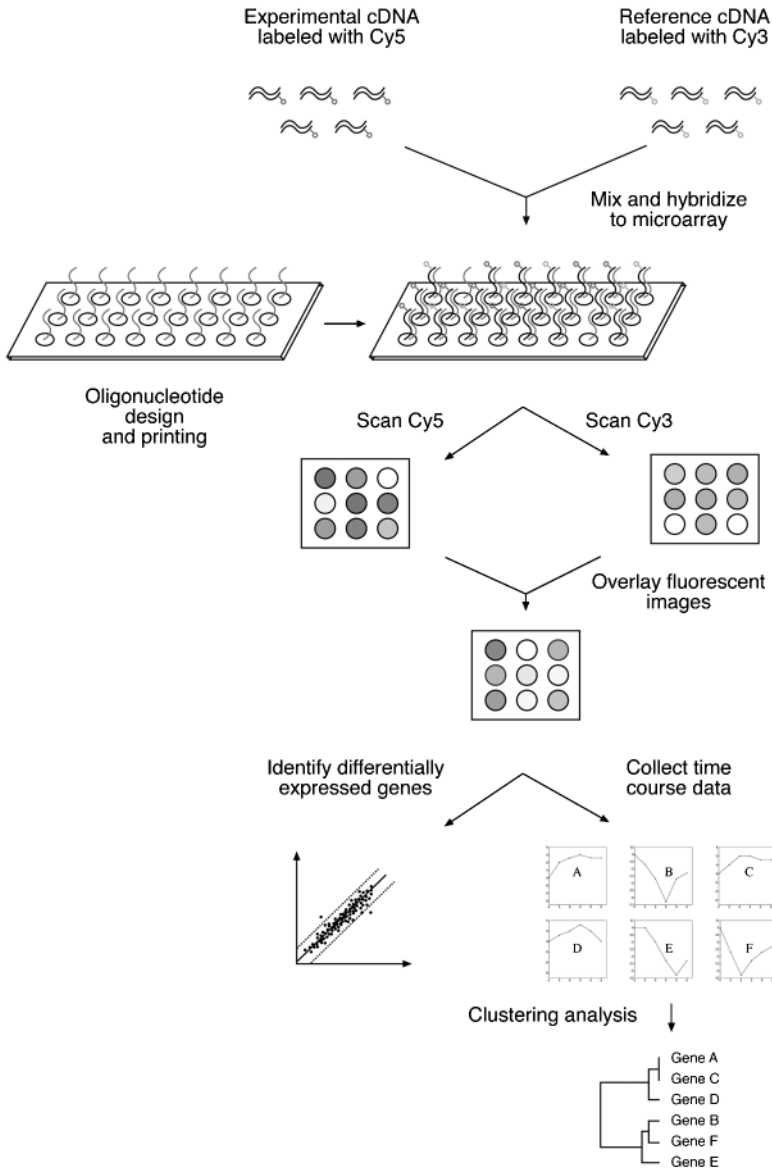 Experimental cDNA
labeled with Cy5
Reference cDNA
labeled with Cy3
Mix and hybridize
to microarray
Oligonucleotide
design
and printing
Scan Cy5
Scan Cy3
Overlay fluorescent
images
Identify differentially
expressed genes
Collect time
course data
A
B
C
D
E
F
Clustering analysis
Gene A
Gene C
Gene D
Gene B
Gene F
Gene E